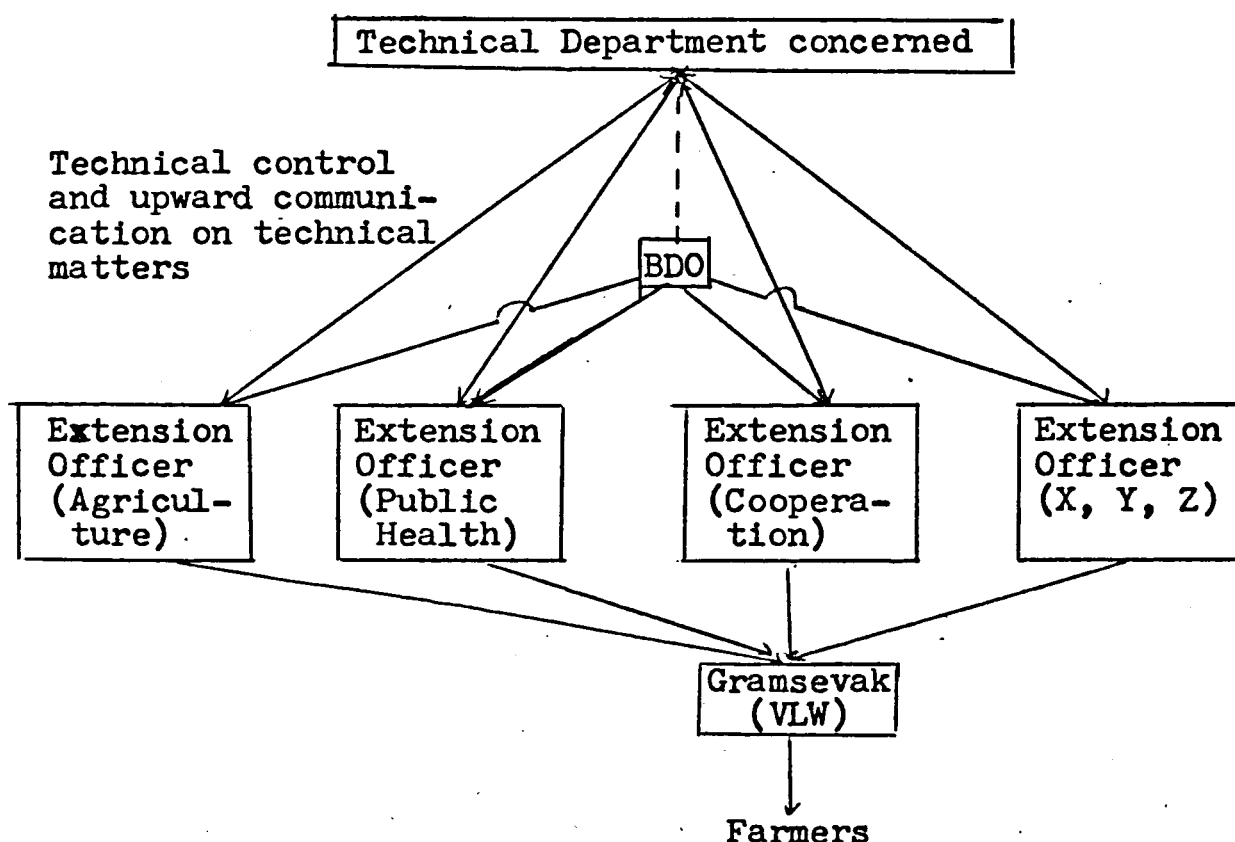 Technical Department concerned
Technical control
and upward communi-
cation on technical
matters
BDO
Extension
Officer
(Agricul-
ture)
Extension
Officer
(Public
Health)
Extension
Officer
(Coopera-
tion)
Extension
Officer
(X, Y, Z)
Gramsevak
(VLW)
Farmers